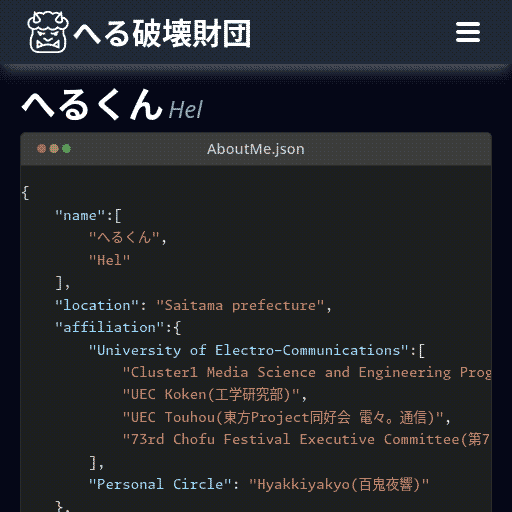 へる破壊財団
へるくん Hel
AboutMe.json
{
"name":[
"へるくん",
"Hel"
],
"location": "Saitama prefecture",
"affiliation":{
"University of Electro-Communications":[
"Cluster1 Media Science and Engineering Prog
"UEC Koken(工学研究部)",
"UEC Touhou(東方Project同好会 電々。通信)",
"73rd Chofu Festival Executive Committee(第7
],
"Personal Circle": "Hyakkiyakyo(百鬼夜響)"
},